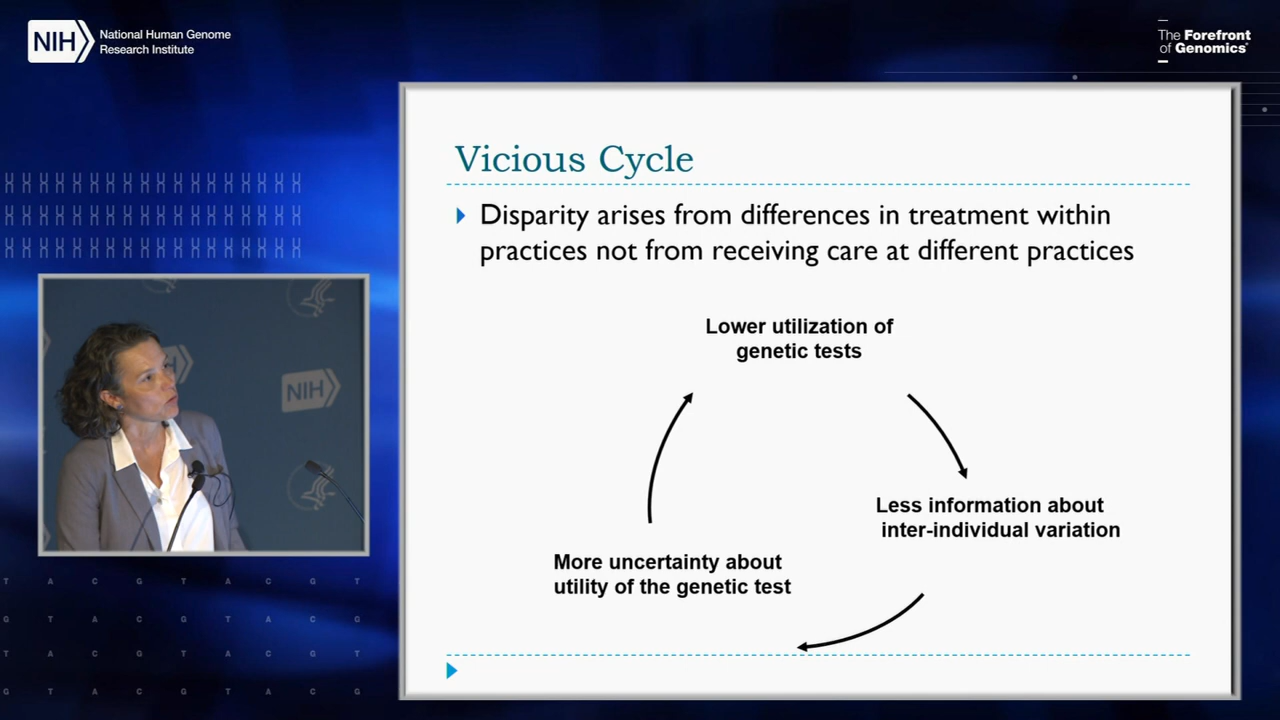 NIH
National Human Genome
Research Institute
The Forefront
of Genomics®
Vicious Cycle
Disparity arises from differences in treatment within
practices not from receiving care at different practices
Lower utilization of
genetic tests
Less information about
inter-individual variation
More uncertainty about
utility of the genetic test
NIH
T A C G T A C G T
G T A C G T A C G
T A C G T A C G T
G T A C G T A C G